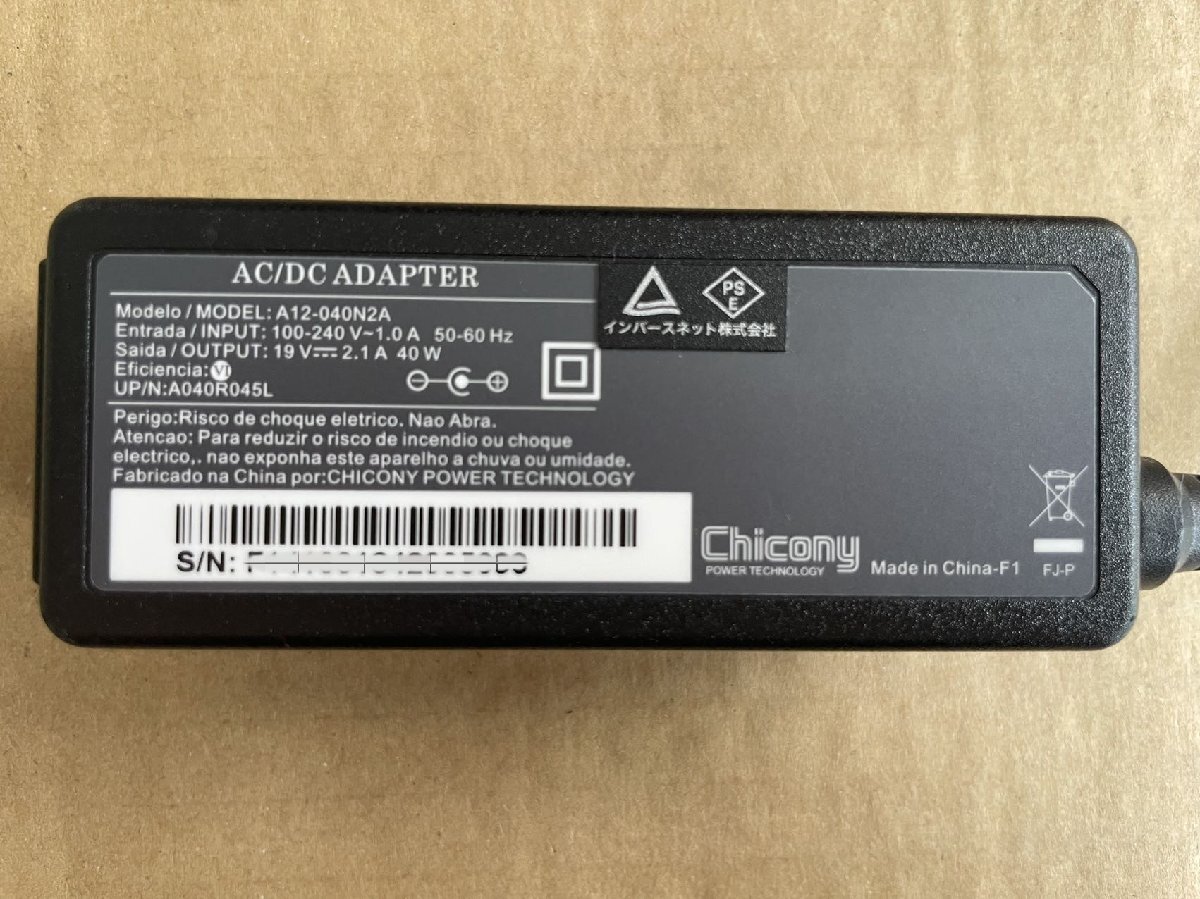 AC/DC ADAPTER
Modelo / MODEL: A12-040N2A
Entrada / INPUT: 100-240 V~1.0 A 50-60 Hz
Saida / OUTPUT: 19 V⎓ 2.1 A 40 W
Eficiencia: VI
UP/N:A040R045L
PS
E
インバースネット株式会社
Perigo:Risco de choque eletrico. Nao Abra.
Atencao: Para reduzir o risco de incendio ou choque
electrico,. nao exponha este aparelho a chuva ou umidade.
Fabricado na China por:CHICONY POWER TECHNOLOGY
S/N:
Chicony
POWER TECHNOLOGY
Made in China-F1
FJ-P